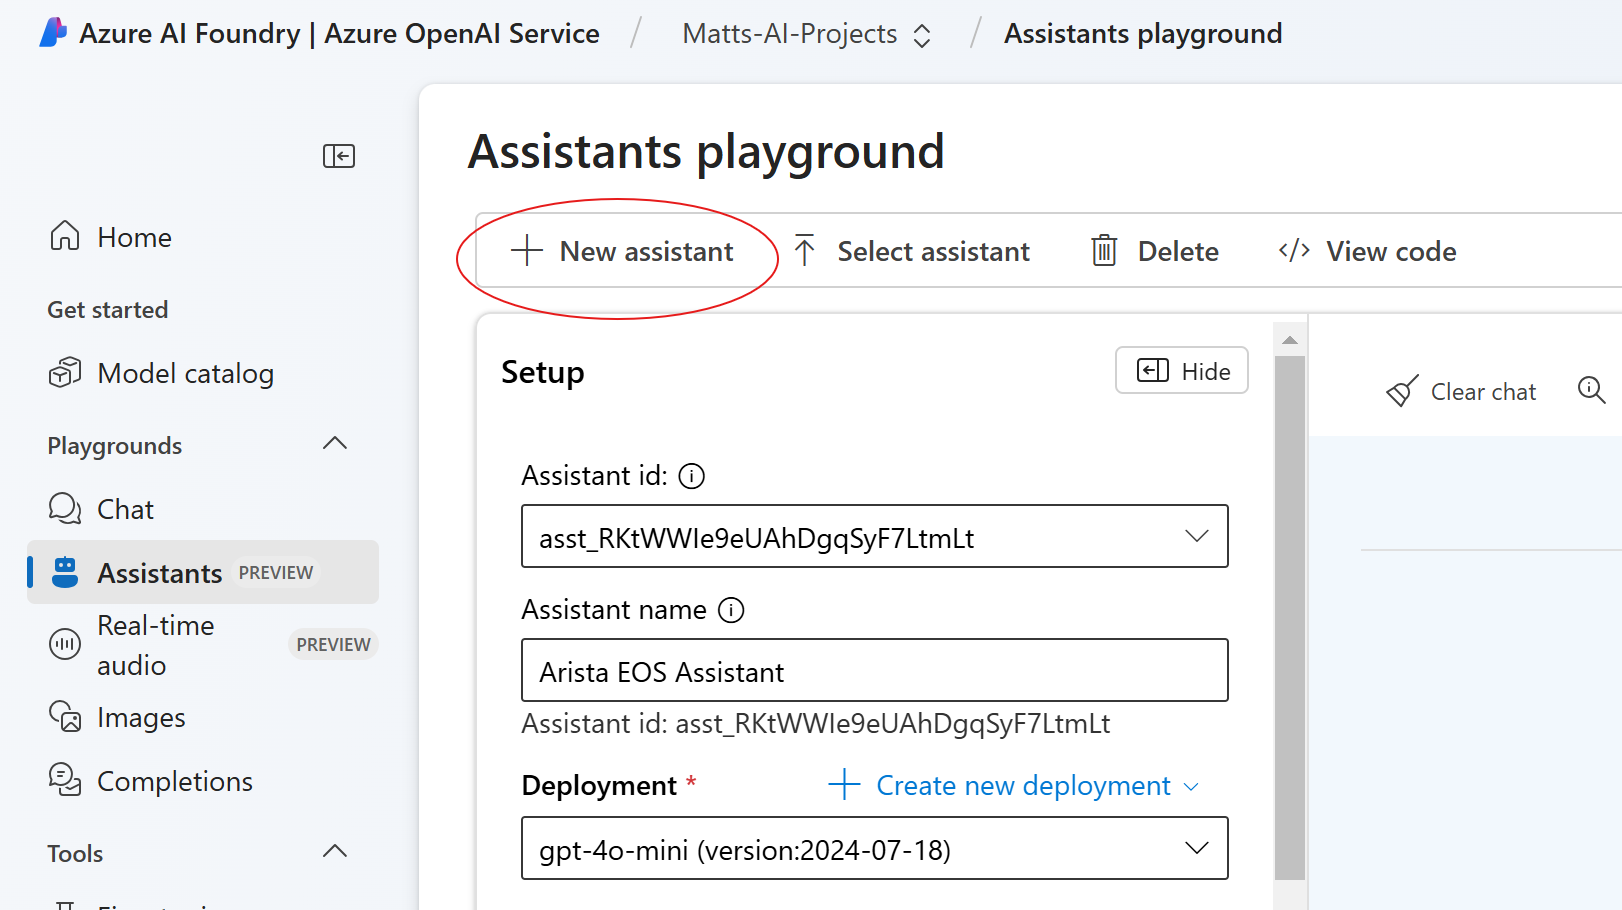 Azure AI Foundry | Azure OpenAI Service / Matts-AI-Projects / Assistants playground
Home
Get started
Model catalog
Playgrounds
Chat
Assistants PREVIEW
Real-time audio PREVIEW
Images
Completions
Tools
Assistants playground
+ New assistant Select assistant Delete </> View code
Setup
Hide
Clear chat
Assistant id:
asst_RKtWWIe9eUAhDgqSyF7LtmLt
Assistant name
Arista EOS Assistant
Assistant id: asst_RKtWWIe9eUAhDgqSyF7LtmLt
Deployment * + Create new deployment
gpt-4o-mini (version:2024-07-18)